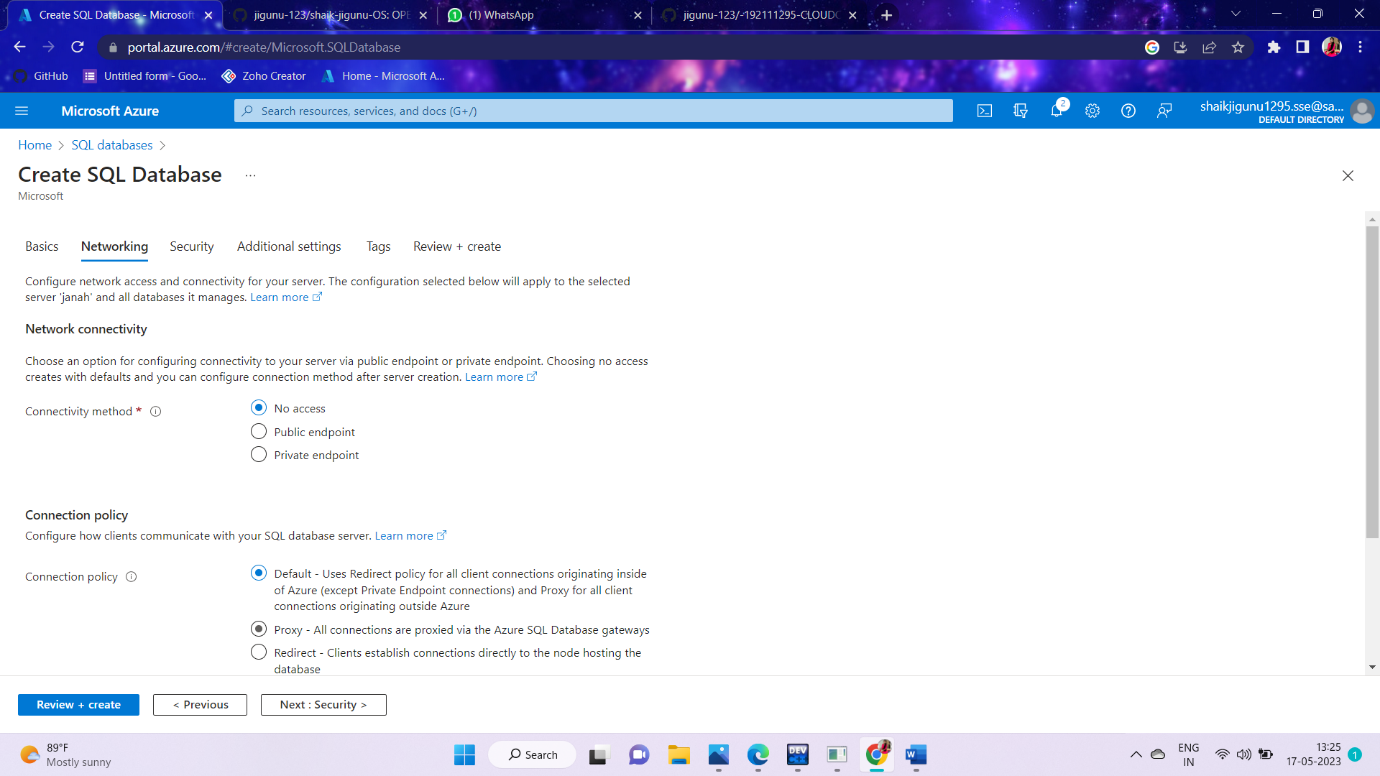 Create SQL Database - Microsoft
jigunu-123/shaik-jigunu-OS: OPE
(1) WhatsApp
jigunu-123/-192111295-CLOUDC
portal.azure.com/#create/Microsoft.SQLDatabase
GitHub
Untitled form - Goo...
Zoho Creator
Home - Microsoft A...
Microsoft Azure
Search resources, services, and docs (G+/)
2
shaikjigunu1295.sse@sa...
DEFAULT DIRECTORY
Home > SQL databases >
Create SQL Database ...
Microsoft
Basics
Networking
Security
Additional settings
Tags
Review + create
Configure network access and connectivity for your server. The configuration selected below will apply to the selected
server 'janah' and all databases it manages. Learn more
Network connectivity
Choose an option for configuring connectivity to your server via public endpoint or private endpoint. Choosing no access
creates with defaults and you can configure connection method after server creation. Learn more
Connectivity method *
No access
Public endpoint
Private endpoint
Connection policy
Configure how clients communicate with your SQL database server. Learn more
Connection policy
Default - Uses Redirect policy for all client connections originating inside
of Azure (except Private Endpoint connections) and Proxy for all client
connections originating outside Azure
Proxy - All connections are proxied via the Azure SQL Database gateways
Redirect - Clients establish connections directly to the node hosting the
database
Review + create
< Previous
Next : Security >
89°F
Mostly sunny
Search
DEV
W
ENG
IN
13:25
17-05-2023
1